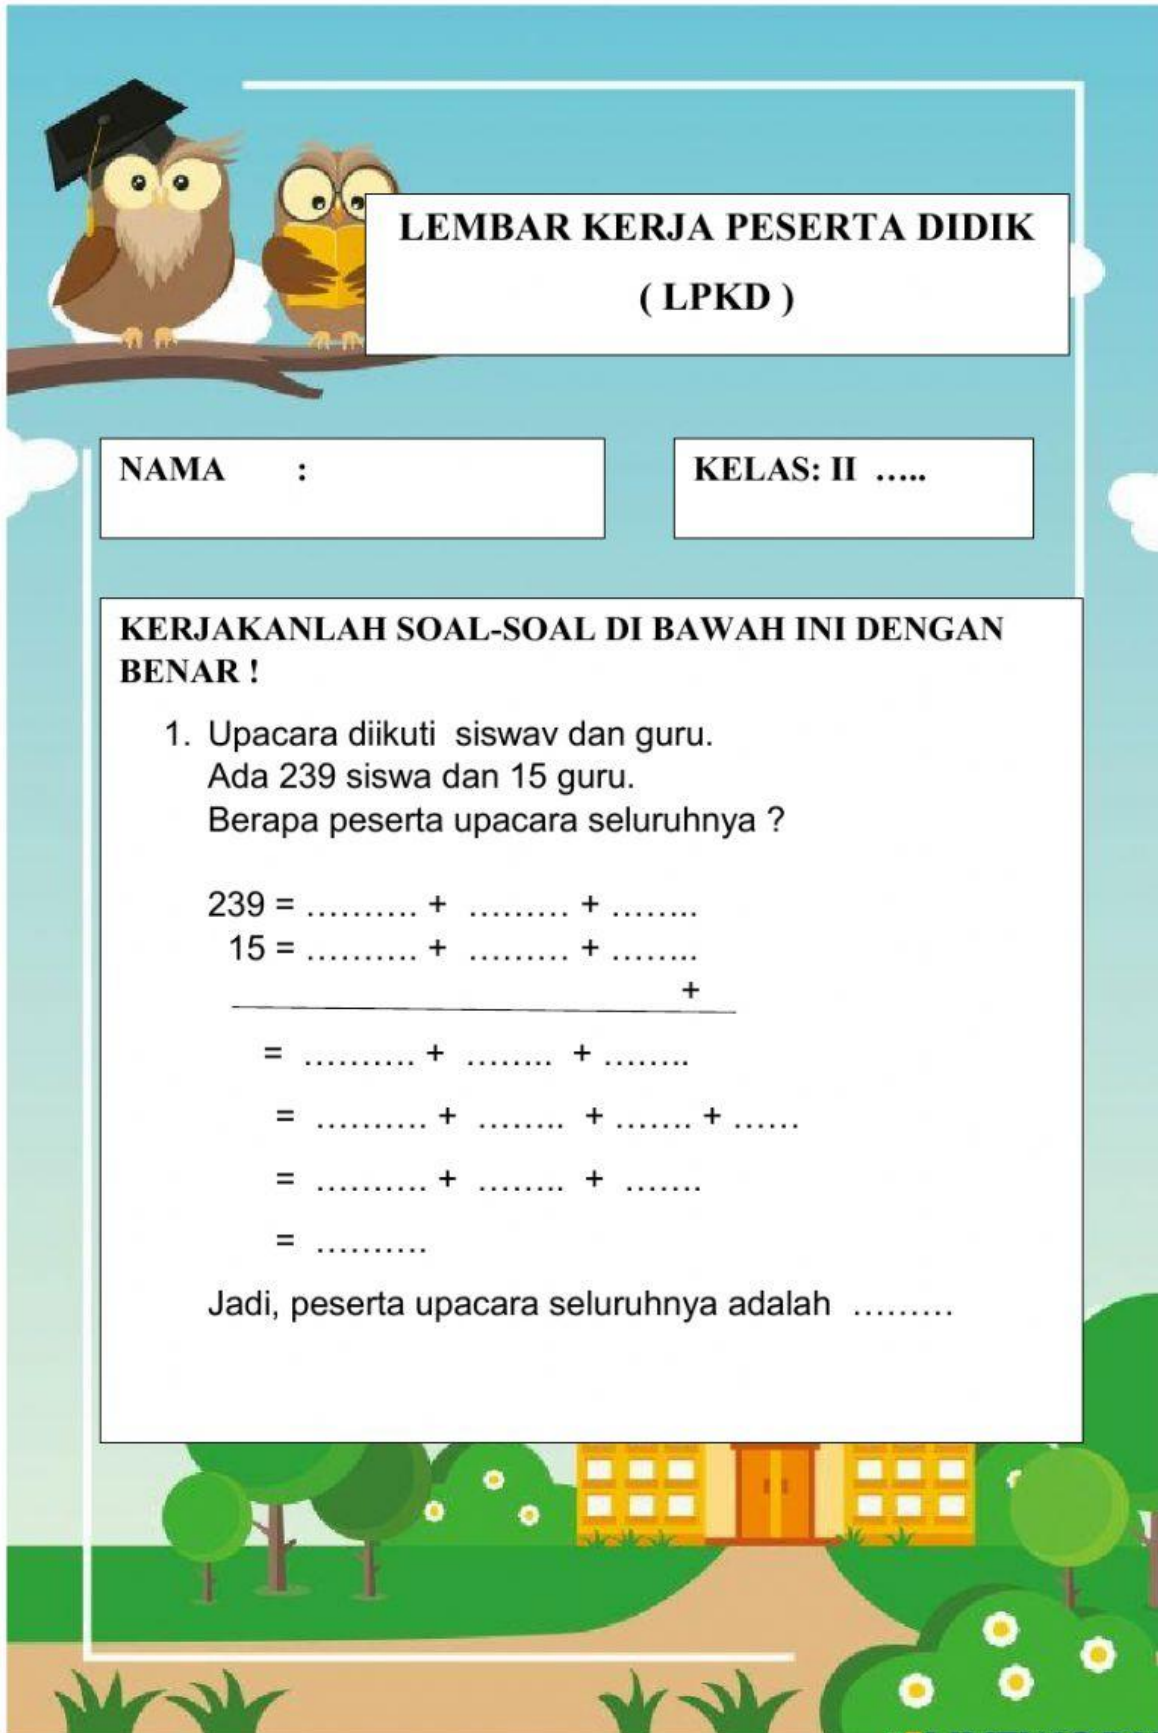 LEMBAR KERJA PESERTA DIDIK
( LPKD )
NAMA :
KELAS: II .....
KERJAKANLAH SOAL-SOAL DI BAWAH INI DENGAN
BENAR !
1. Upacara diikuti siswav dan guru.
Ada 239 siswa dan 15 guru.
Berapa peserta upacara seluruhnya ?
239 = .......... + ......... + ........
15 = .......... + ......... + ........
+
= .......... + ........ + ........
= .......... + ........ + ....... + ......
= .......... + ........ + .......
= ..........
Jadi, peserta upacara seluruhnya adalah .........